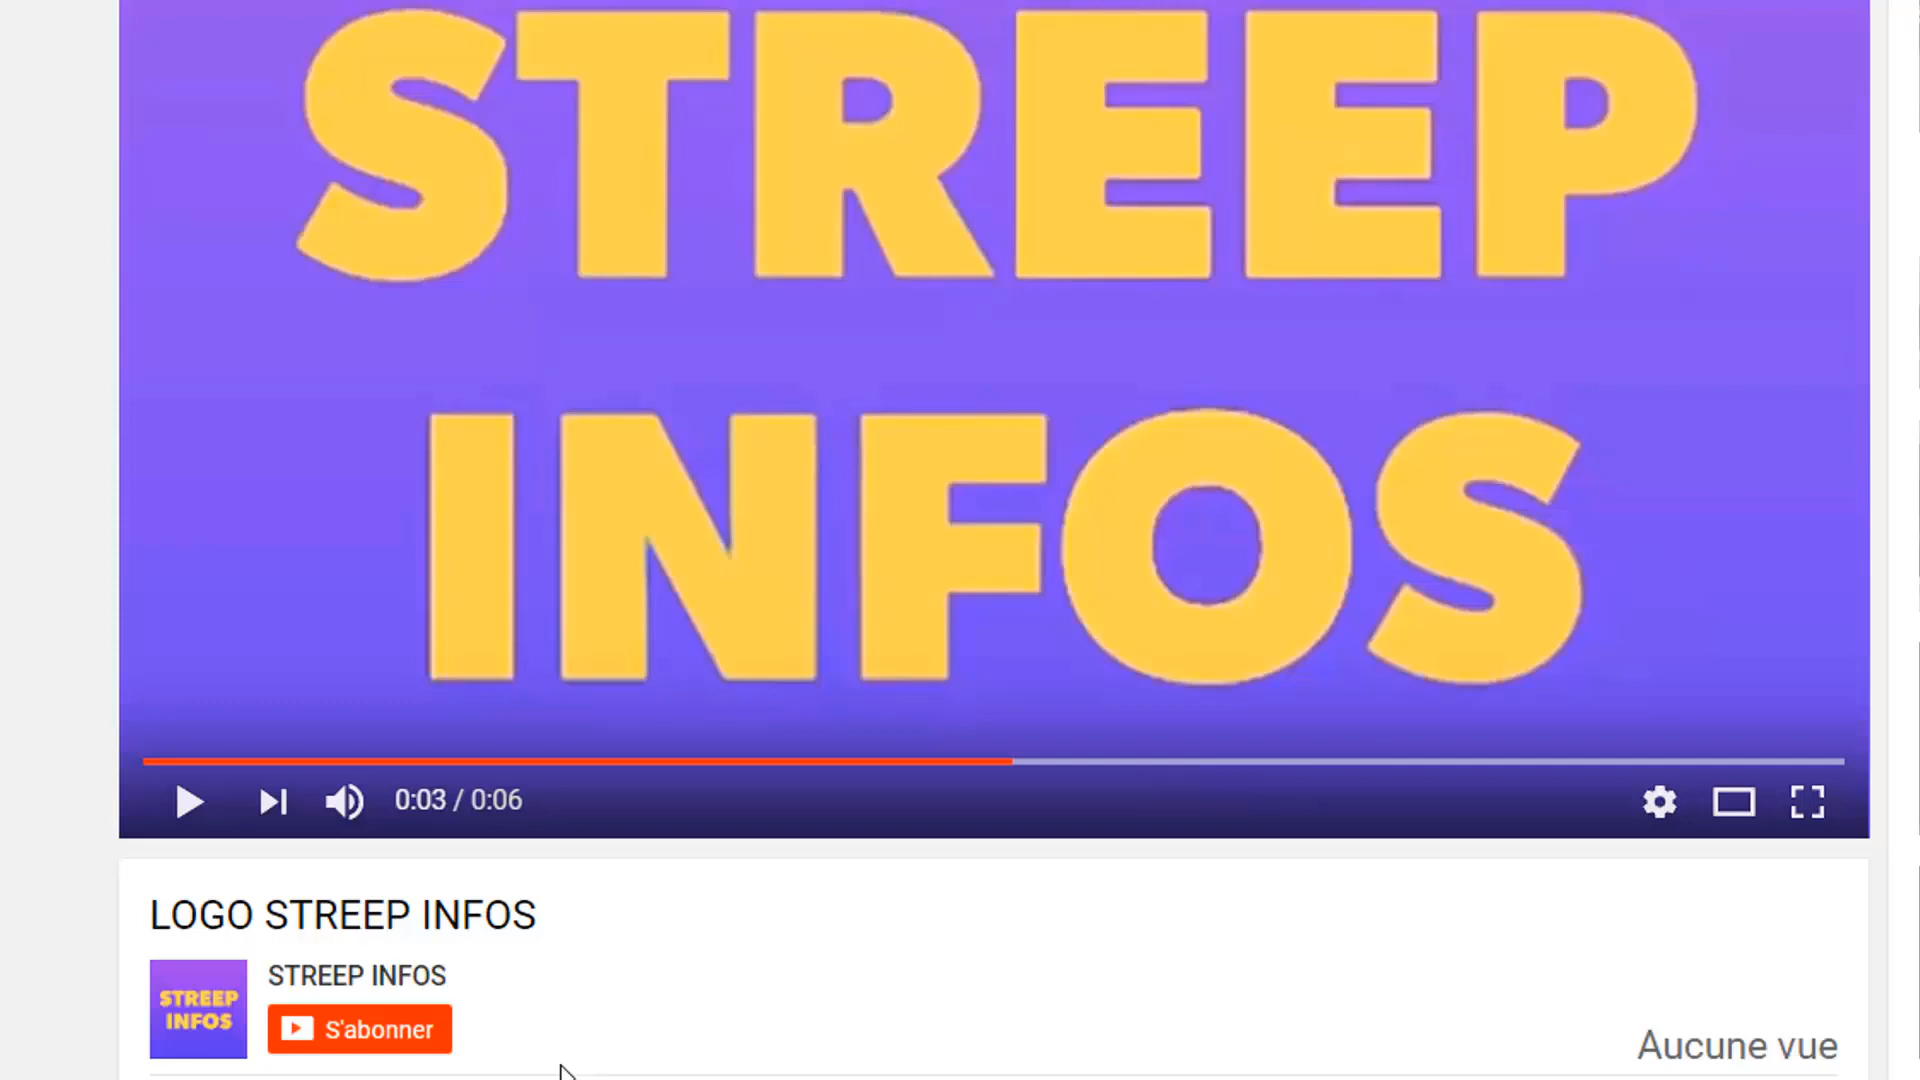 STREEP
INFOS
0:03 / 0:06
LOGO STREEP INFOS
STREEP INFOS
STREEP
INFOS
S'abonner
Aucune vue